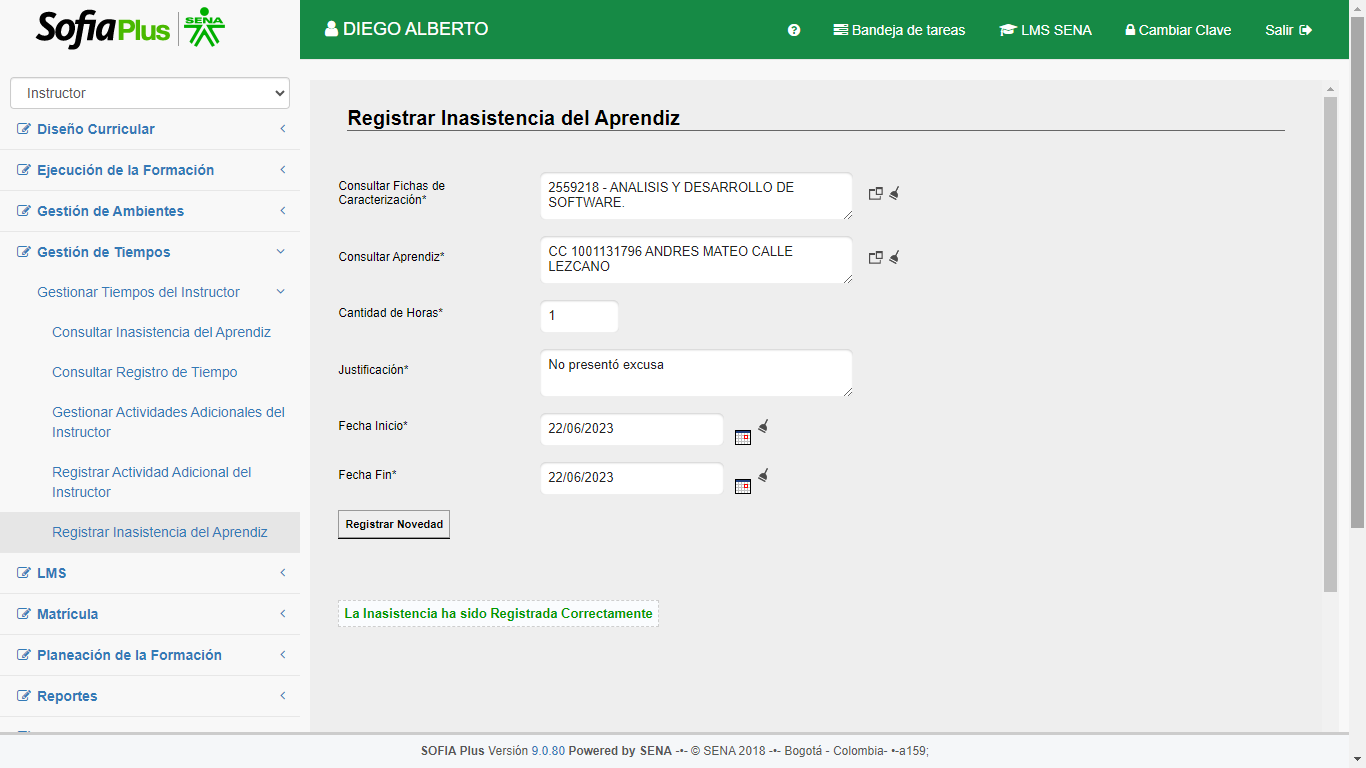 SofiaPlus
SENA
DIEGO ALBERTO
Bandeja de tareas
LMS SENA
Cambiar Clave
Salir
Instructor
Diseño Curricular
Ejecución de la Formación
Gestión de Ambientes
Gestión de Tiempos
Gestionar Tiempos del Instructor
Consultar Inasistencia del Aprendiz
Consultar Registro de Tiempo
Gestionar Actividades Adicionales del
Instructor
Registrar Actividad Adicional del
Instructor
Registrar Inasistencia del Aprendiz
LMS
Matrícula
Planeación de la Formación
Reportes
Registrar Inasistencia del Aprendiz
Consultar Fichas de
Caracterización*
2559218 - ANALISIS Y DESARROLLO DE
SOFTWARE.
Consultar Aprendiz*
CC 1001131796 ANDRES MATEO CALLE
LEZCANO
Cantidad de Horas*
1
Justificación*
No presentó excusa
Fecha Inicio*
22/06/2023
Fecha Fin*
22/06/2023
Registrar Novedad
La Inasistencia ha sido Registrada Correctamente
SOFIA Plus Versión 9.0.80 Powered by SENA -•- © SENA 2018 -•- Bogotá - Colombia- •-a159;